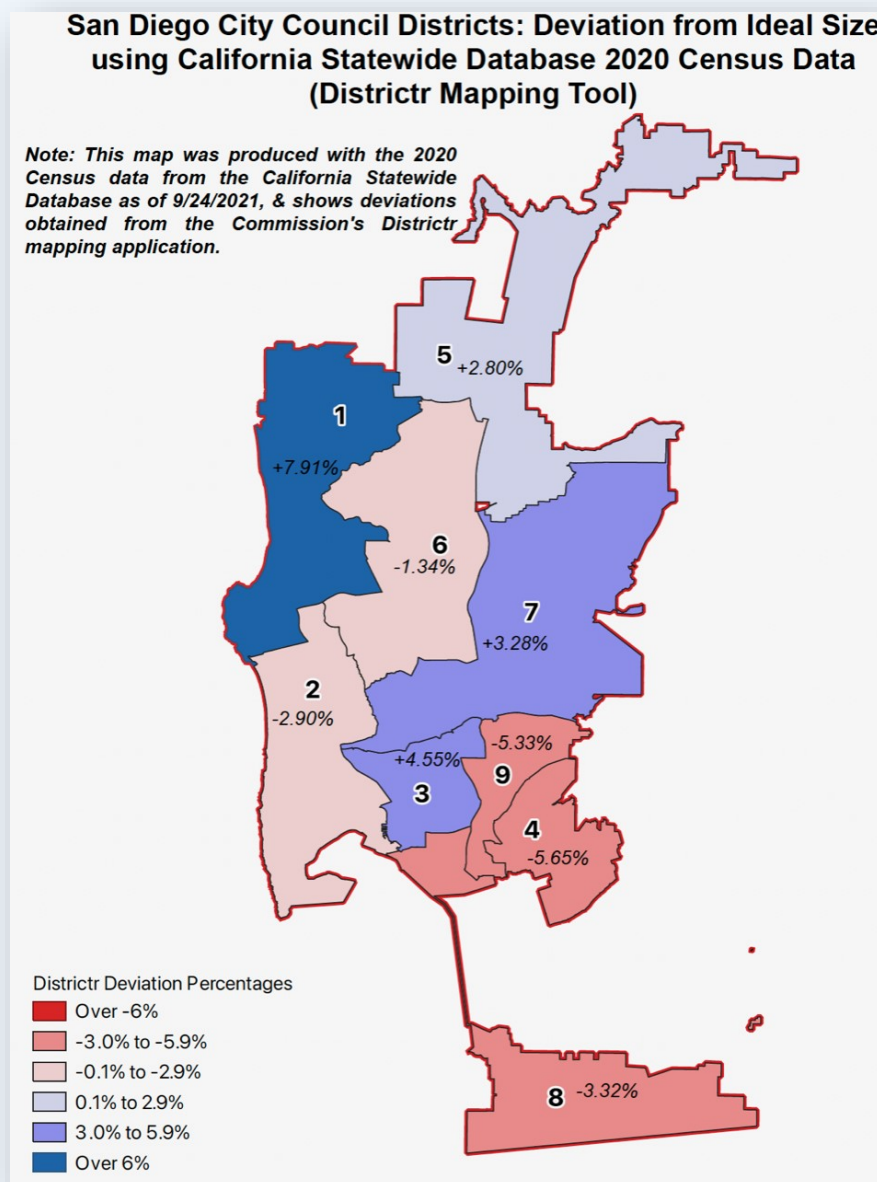 San Diego City Council Districts: Deviation from Ideal Size
using California Statewide Database 2020 Census Data
(Districtr Mapping Tool)
Note: This map was produced with the 2020
Census data from the California Statewide
Database as of 9/24/2021, & shows deviations
obtained from the Commission's Districtr
mapping application.
5
+2.80%
1
+7.91%
6
-1.34%
7
+3.28%
2
-2.90%
-5.33%
+4.55%
9
3
4
-5.65%
8 -3.32%
Districtr Deviation Percentages
Over -6%
-3.0% to -5.9%
-0.1% to -2.9%
0.1% to 2.9%
3.0% to 5.9%
Over 6%